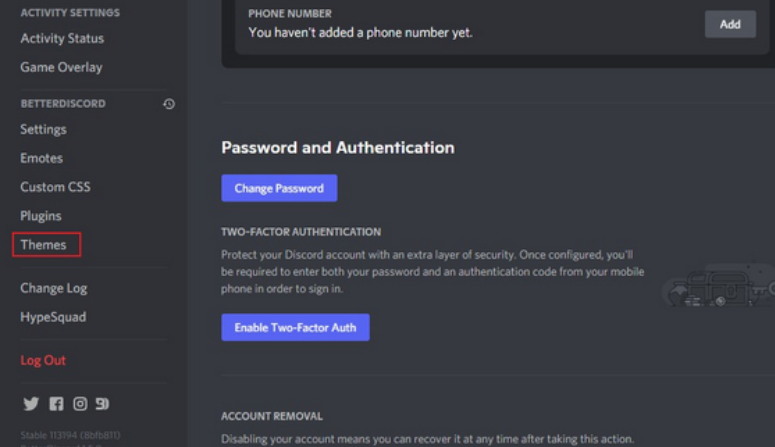 ACTIVITY SETTINGS
Activity Status
Game Overlay
BETTERDISCORD
Settings
Emotes
Custom CSS
Plugins
Themes
Change Log
HypeSquad
Log Out
Stable 113194 (8bfb811)
PHONE NUMBER
You haven't added a phone number yet.
Add
Password and Authentication
Change Password
TWO-FACTOR AUTHENTICATION
Protect your Discord account with an extra layer of security. Once configured, you'll
be required to enter both your password and an authentication code from your mobile
phone in order to sign in.
Enable Two-Factor Auth
ACCOUNT REMOVAL
Disabling your account means you can recover it at any time after taking this action.